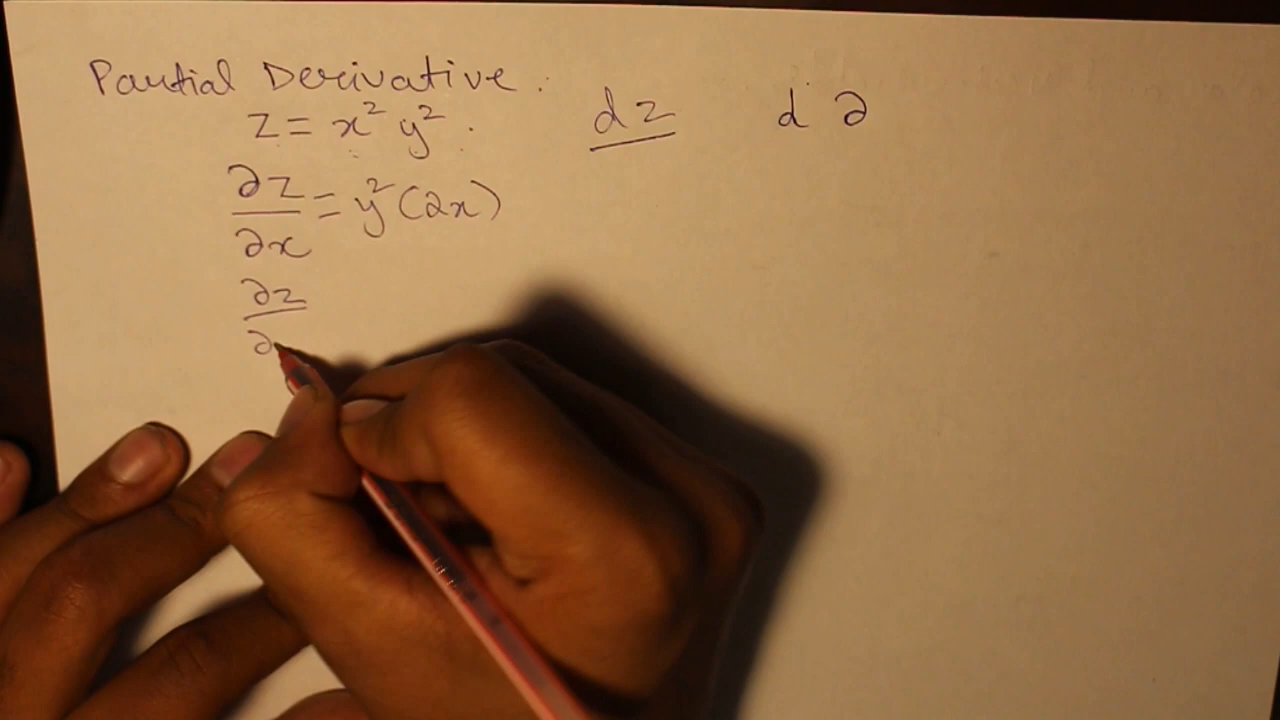 Partial Derivative.
z = x² y².
dz
d ∂
∂z/∂x = y²(2x)
∂z/∂